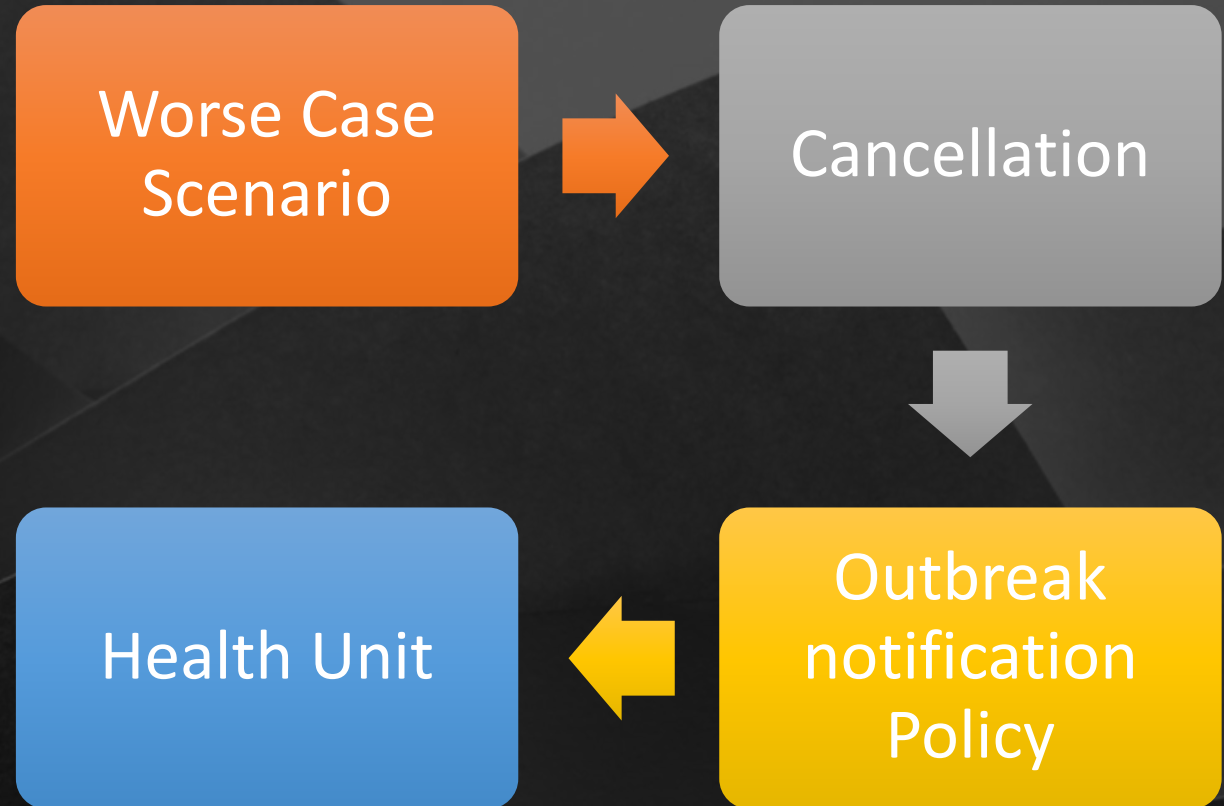 Worse Case
Scenario
Cancellation
Outbreak
notification
Policy
Health Unit